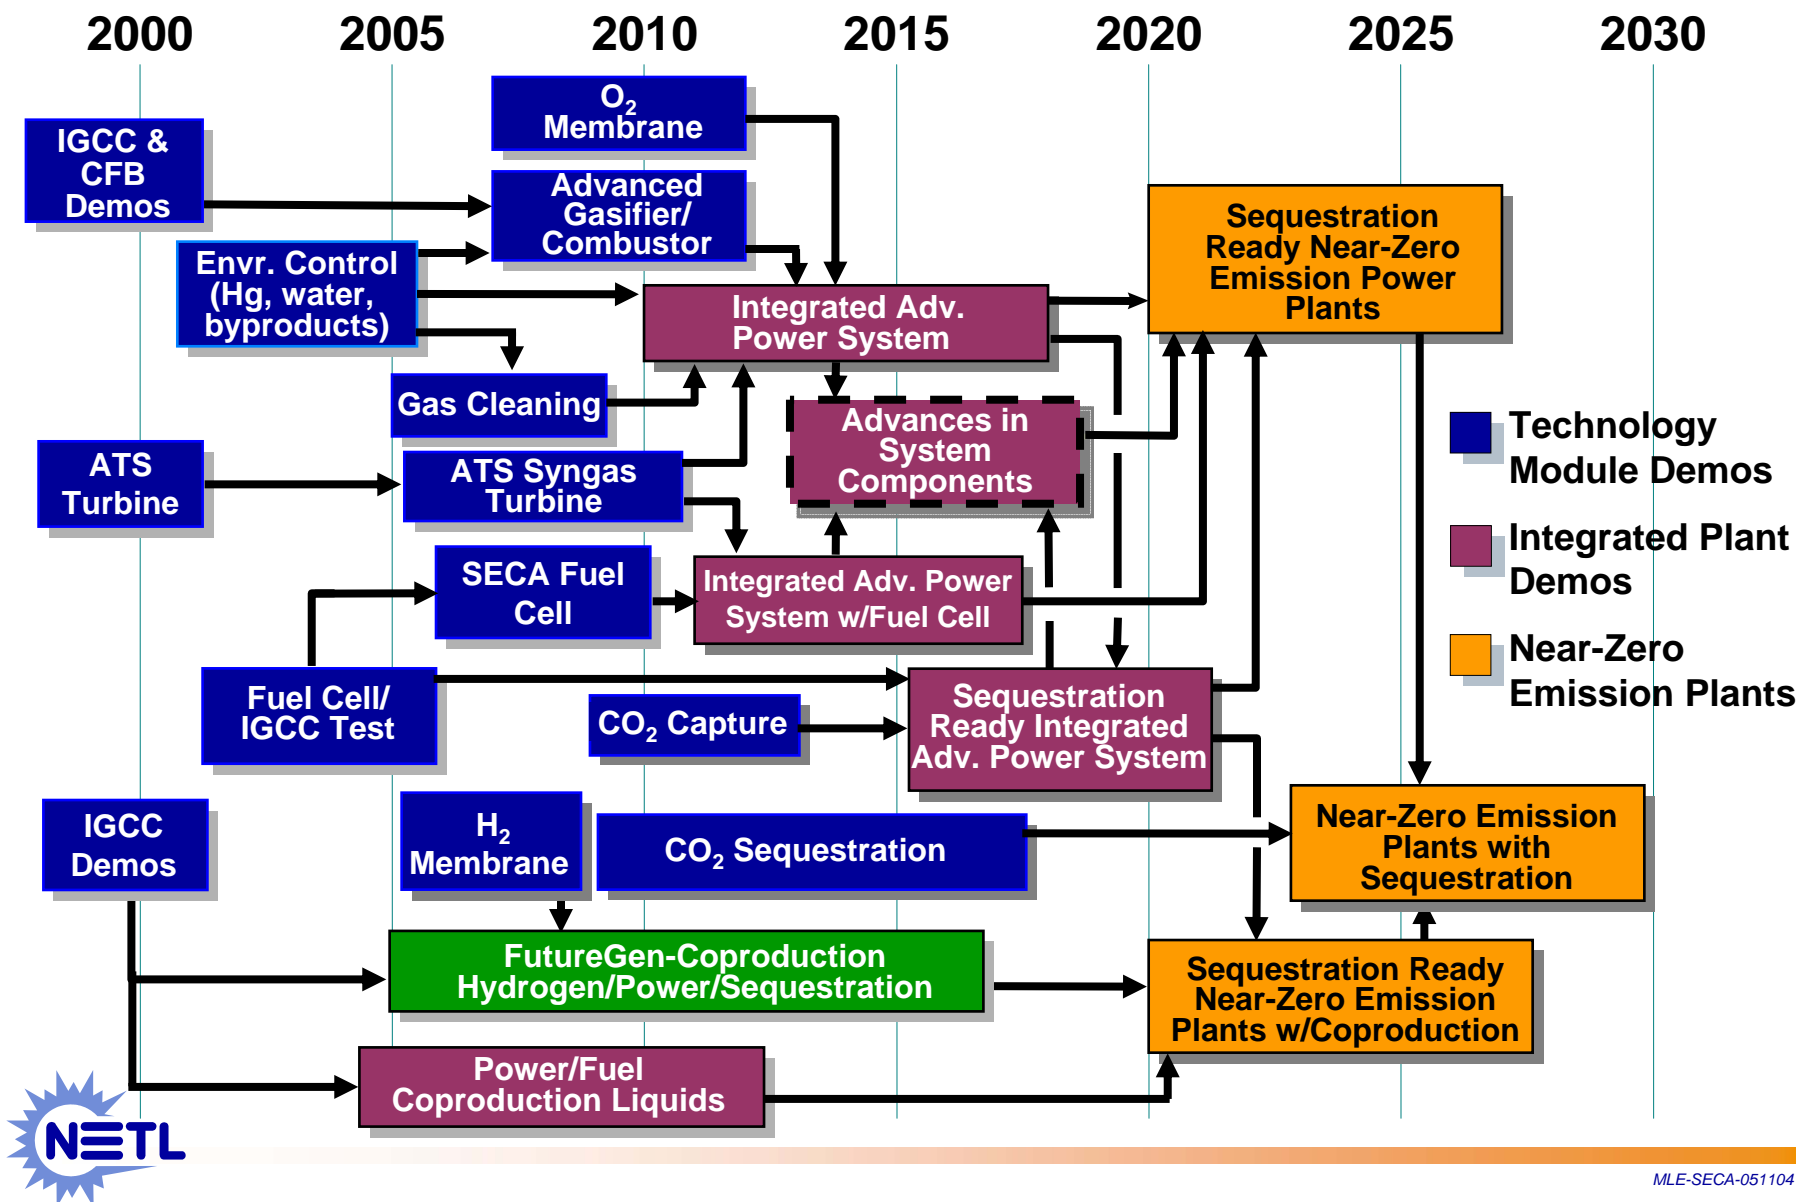 2000 2005 2010 2015 2020 2025 2030
O2
Membrane
IGCC &
CFB
Demos
Advanced
Gasifier/
Combustor
Sequestration
Ready Near-Zero
Emission Power
Plants
Envr. Control
(Hg, water,
byproducts)
Integrated Adv.
Power System
Gas Cleaning
Advances in
System
Components
ATS
Turbine
ATS Syngas
Turbine
Technology
Module Demos
Integrated Plant
Demos
Near-Zero
Emission Plants
SECA Fuel
Cell
Integrated Adv. Power
System w/Fuel Cell
Fuel Cell/
IGCC Test
CO2 Capture
Sequestration
Ready Integrated
Adv. Power System
IGCC
Demos
H2
Membrane
CO2 Sequestration
Near-Zero Emission
Plants with
Sequestration
FutureGen-Coproduction
Hydrogen/Power/Sequestration
Sequestration Ready
Near-Zero Emission
Plants w/Coproduction
Power/Fuel
Coproduction Liquids
NETL
MLE-SECA-051104